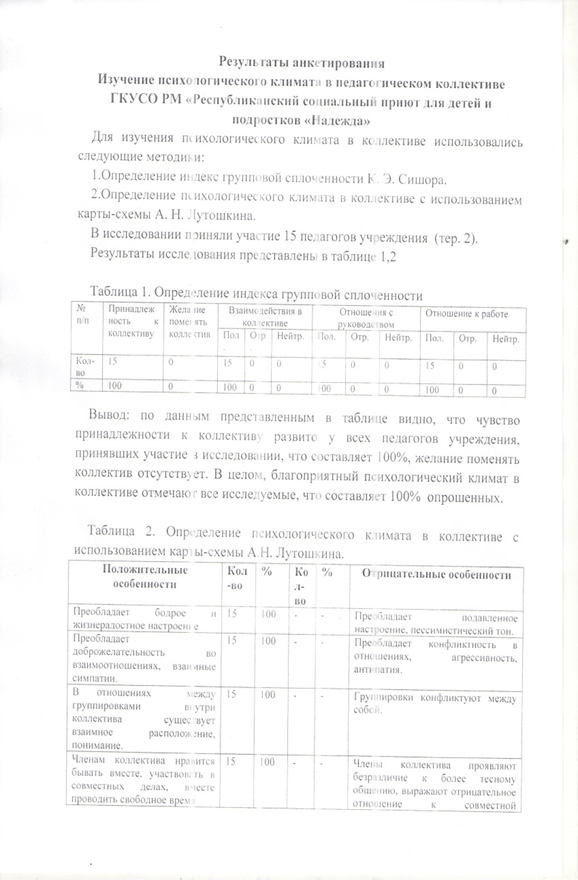 Результаты анкетирования
Изучение психологического климата в педагогическом коллективе
ГКУСО РМ «Республиканский социальный приют для детей и
подростков «Надежда»
Для изучения психологического климата в коллективе использовались
следующие методики:
1.Определение индекс групповой сплоченности К. Э. Сишора.
2.Определение психологического климата в коллективе с использованием
карты-схемы А. Н. Лутошкина.
В исследовании приняли участие 15 педагогов учреждения (тер. 2).
Результаты исследования представлены в таблице 1,2
Таблица 1. Определение индекса групповой сплоченности
№ п/п Принадлежность к коллективу Желание поменять коллектив Взаимодействия в коллективе Отношения с руководством Отношение к работе
Пол Отр Нейтр. Пол. Отр. Нейтр. Пол. Отр. Нейтр.
Кол-во 15 0 15 0 0 15 0 0 15 0 0
% 100 0 100 0 0 100 0 0 100 0 0
Вывод: по данным представленным в таблице видно, что чувство
принадлежности к коллективу развито у всех педагогов учреждения,
принявших участие в исследовании, что составляет 100%, желание поменять
коллектив отсутствует. В целом, благоприятный психологический климат в
коллективе отмечают все исследуемые, что составляет 100% опрошенных.
Таблица 2. Определение психологического климата в коллективе с
использованием карты-схемы А.Н. Лутошкина.
Положительные особенности Кол-во % Кол-во % Отрицательные особенности
Преобладает бодрое и
жизнерадостное настроение
15 100 - -
Преобладает подавленное
настроение, пессимистический тон.
Преобладает
доброжелательность во
взаимоотношениях, взаимные
симпатии.
15 100 - -
Преобладает конфликтность в
отношениях, агрессивность,
антипатия.
В отношениях между
группировками внутри
коллектива существует
взаимное расположение,
понимание.
15 100 - -
Группировки конфликтуют между
собой.
Членам коллектива нравится
бывать вместе, участвовать в
совместных делах, вместе
проводить свободное время
15 100 - -
Члены коллектива проявляют
безразличие к более тесному
общению, выражают отрицательное
отношение к совместной